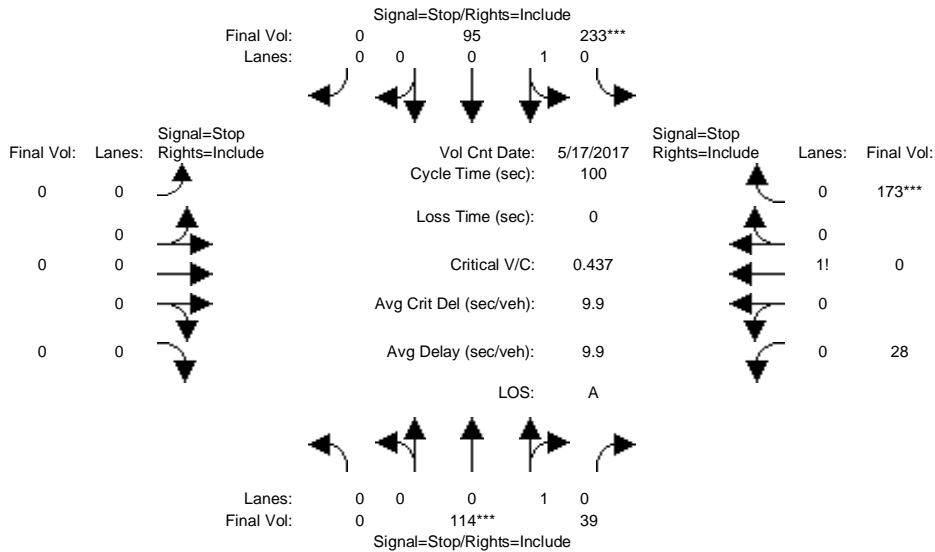 Signal=Stop/Rights=Include
Final Vol: 0 95 233***
Lanes: 0 0 0 1 0
Signal=Stop Signal=Stop
Final Vol: Lanes: Rights=Include Vol Cnt Date: 5/17/2017 Rights=Include Lanes: Final Vol:
Cycle Time (sec): 100
0 0 0 173***
Loss Time (sec): 0
0 0
0 0 Critical V/C: 0.437 1! 0
0 Avg Crit Del (sec/veh): 9.9 0
0 0 Avg Delay (sec/veh): 9.9 0 28
LOS: A
Lanes: 0 0 0 1 0
Final Vol: 0 114*** 39
Signal=Stop/Rights=Include